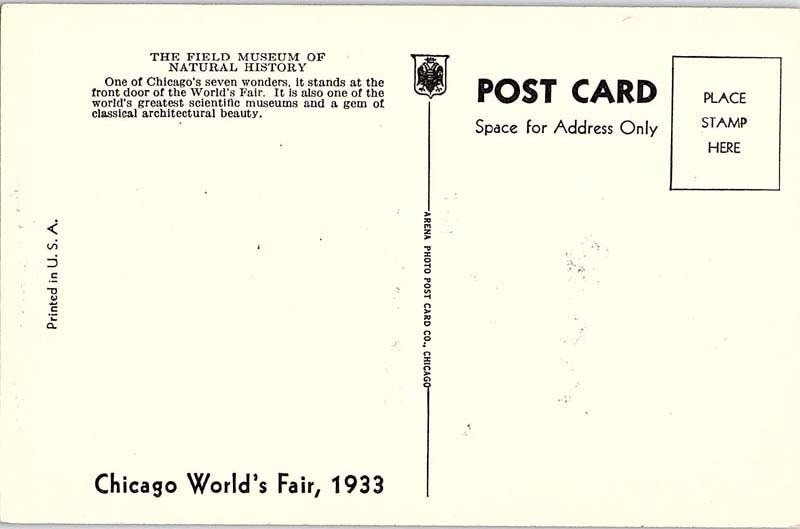 THE FIELD MUSEUM OF
NATURAL HISTORY
One of Chicago's seven wonders, it stands at the
front door of the World's Fair. It is also one of the
world's greatest scientific museums and a gem of
classical architectural beauty.
POST CARD
Space for Address Only
PLACE
STAMP
HERE
Printed in U. S. A.
ARENA PHOTO POST CARD CO., CHICAGO
Chicago World's Fair, 1933